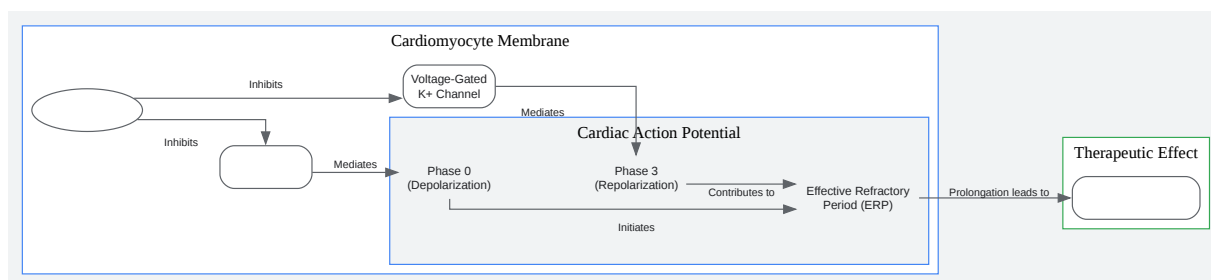 Cardiomyocyte Membrane
Inhibits
Voltage-Gated
K+ Channel
Mediates
Inhibits
Cardiac Action Potential
Mediates
Phase 0
(Depolarization)
Phase 3
(Repolarization)
Contributes to
Initiates
Effective Refractory
Period (ERP)
Prolongation leads to
Therapeutic Effect